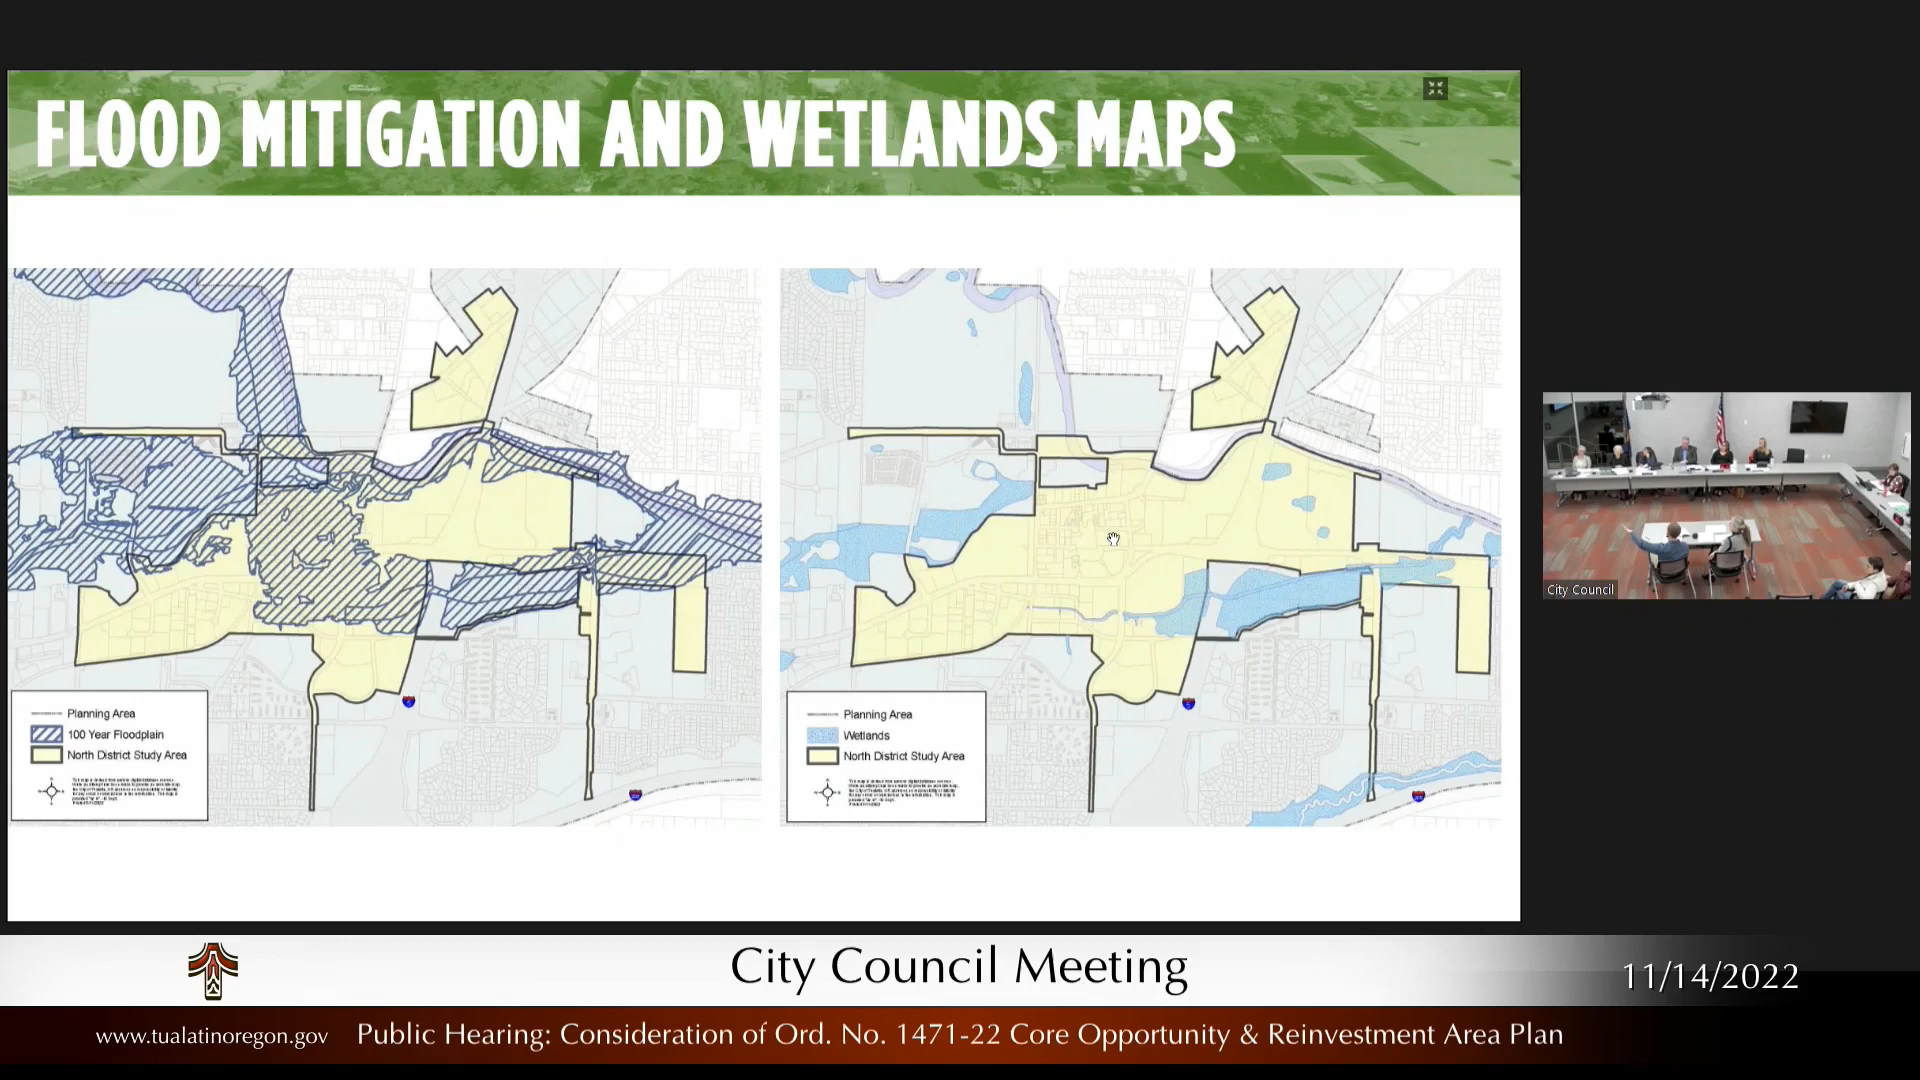 FLOOD MITIGATION AND WETLANDS MAPS
Planning Area
100 Year Floodplain
North District Study Area
Planning Area
Wetlands
North District Study Area
City Council
City Council Meeting
11/14/2022
www.tualatinoregon.gov
Public Hearing: Consideration of Ord. No. 1471-22 Core Opportunity & Reinvestment Area Plan